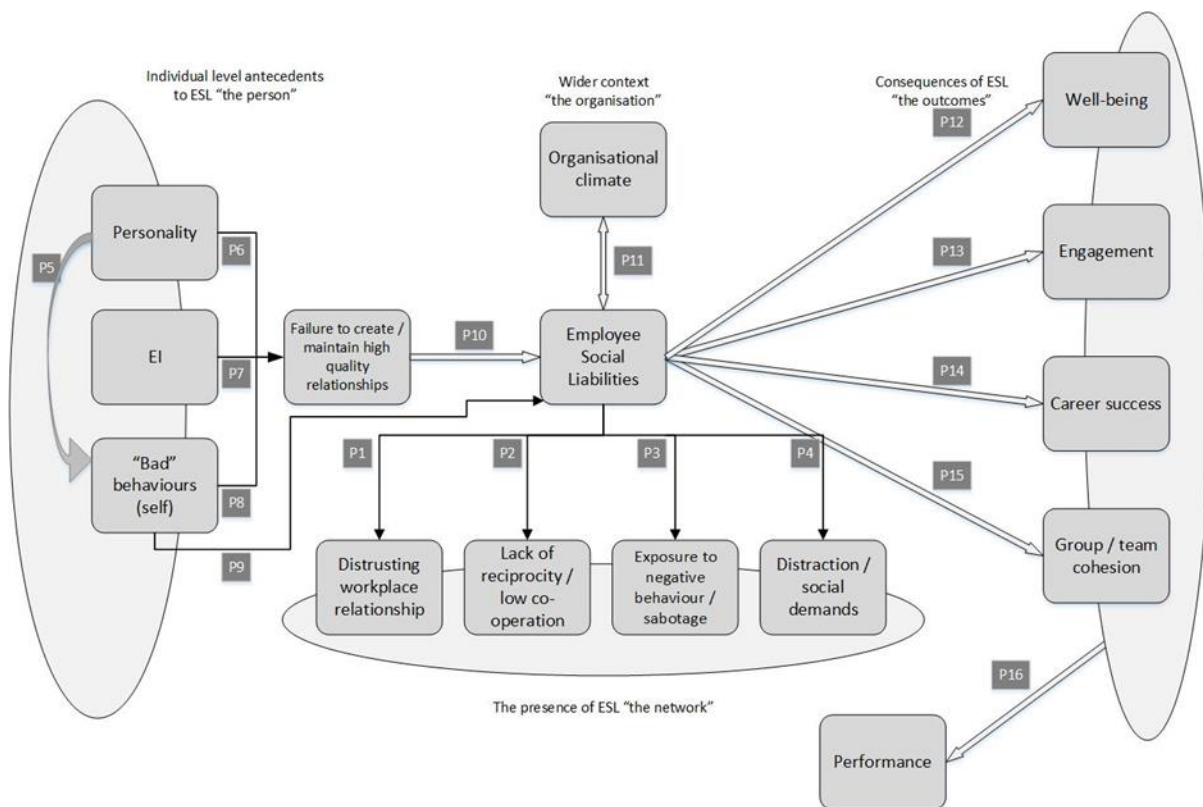 Individual level antecedents
to ESL "the person"
Wider context
"the organisation"
Consequences of ESL
"the outcomes"
Well-being
P12
Organisational
climate
Personality
P6
P5
P11
P13
Engagement
Failure to create /
maintain high
quality
relationships
P10
Employee
Social
Liabilities
EI
P7
P14
Career success
"Bad"
behaviours
(self)
P8
P1
P2
P3
P4
P15
P9
Distrusting
workplace
relationship
Lack of
reciprocity /
low co-
operation
Exposure to
negative
behaviour /
sabotage
Distraction /
social
demands
Group / team
cohesion
P16
The presence of ESL "the network"
Performance